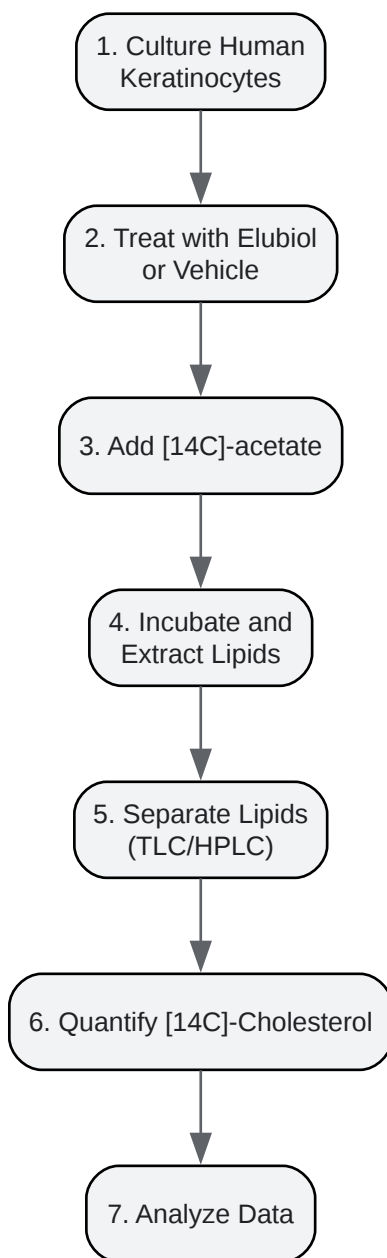 1. Culture Human
Keratinocytes
2. Treat with Elubiol
or Vehicle
3. Add [14C]-acetate
4. Incubate and
Extract Lipids
5. Separate Lipids
(TLC/HPLC)
6. Quantify [14C]-Cholesterol
7. Analyze Data